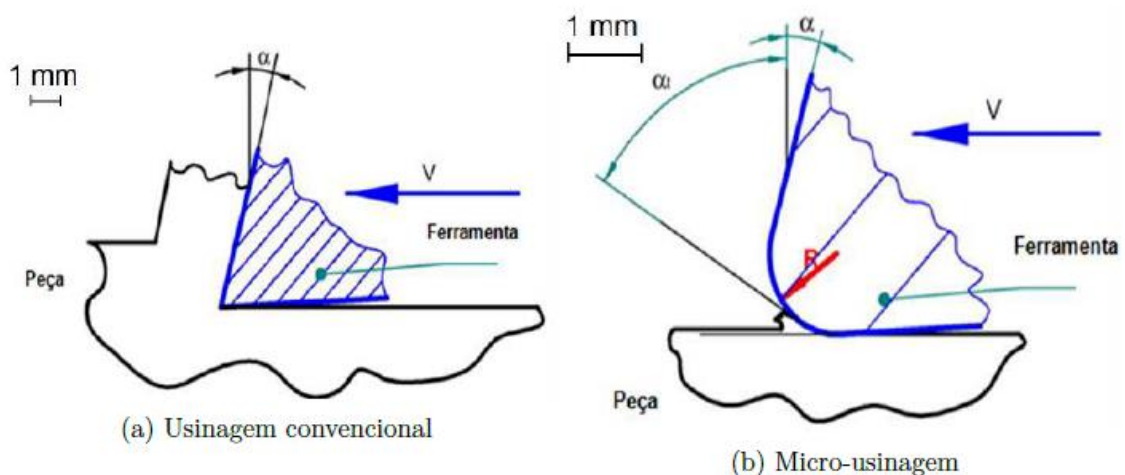 1 mm
α
V
Ferramenta
Peça
(a) Usinagem convencional
1 mm
α
αᵢ
V
R
Ferramenta
Peça
(b) Micro-usinagem